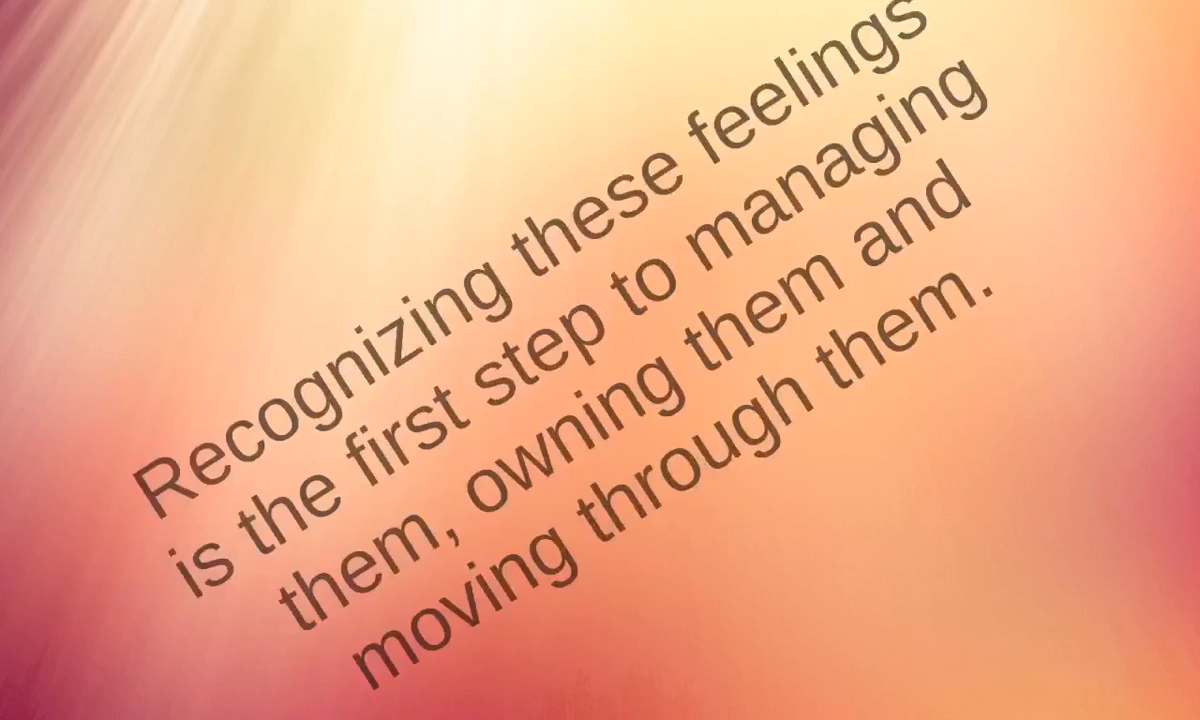 Recognizing these feelings
is the first step to managing
them, owning them and
moving through them.